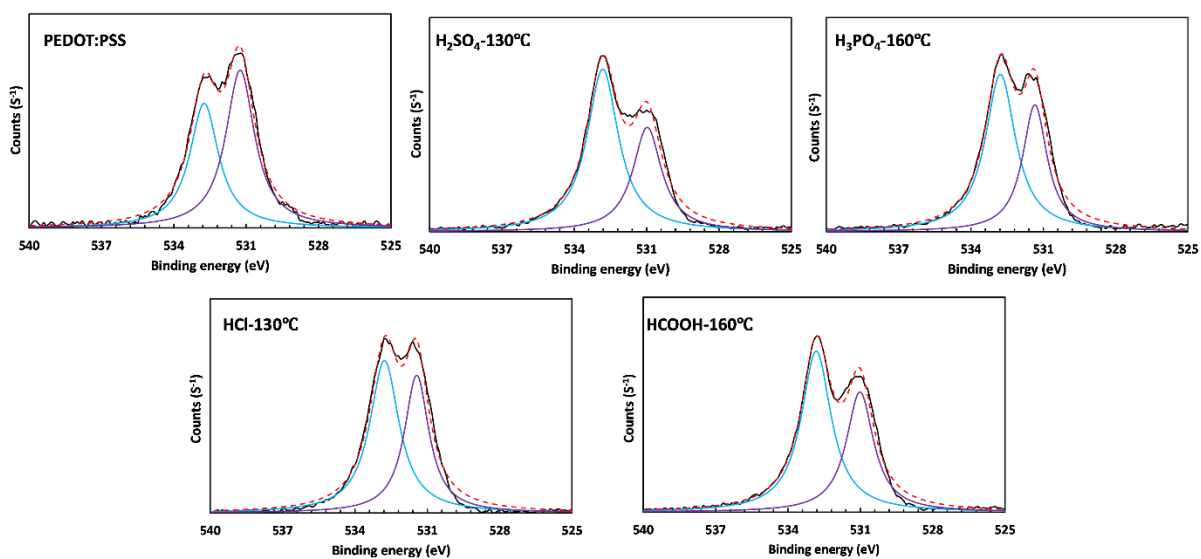 PEDOT:PSS
Counts (S⁻¹)
540 537 534 531 528 525
Binding energy (eV)
H₂SO₄-130℃
Counts (S⁻¹)
540 537 534 531 528 525
Binding energy (eV)
H₃PO₄-160℃
Counts (S⁻¹)
540 537 534 531 528 525
Binding energy (eV)
HCl-130℃
Counts (S⁻¹)
540 537 534 531 528 525
Binding energy (eV)
HCOOH-160℃
Counts (S⁻¹)
540 537 534 531 528 525
Binding energy (eV)